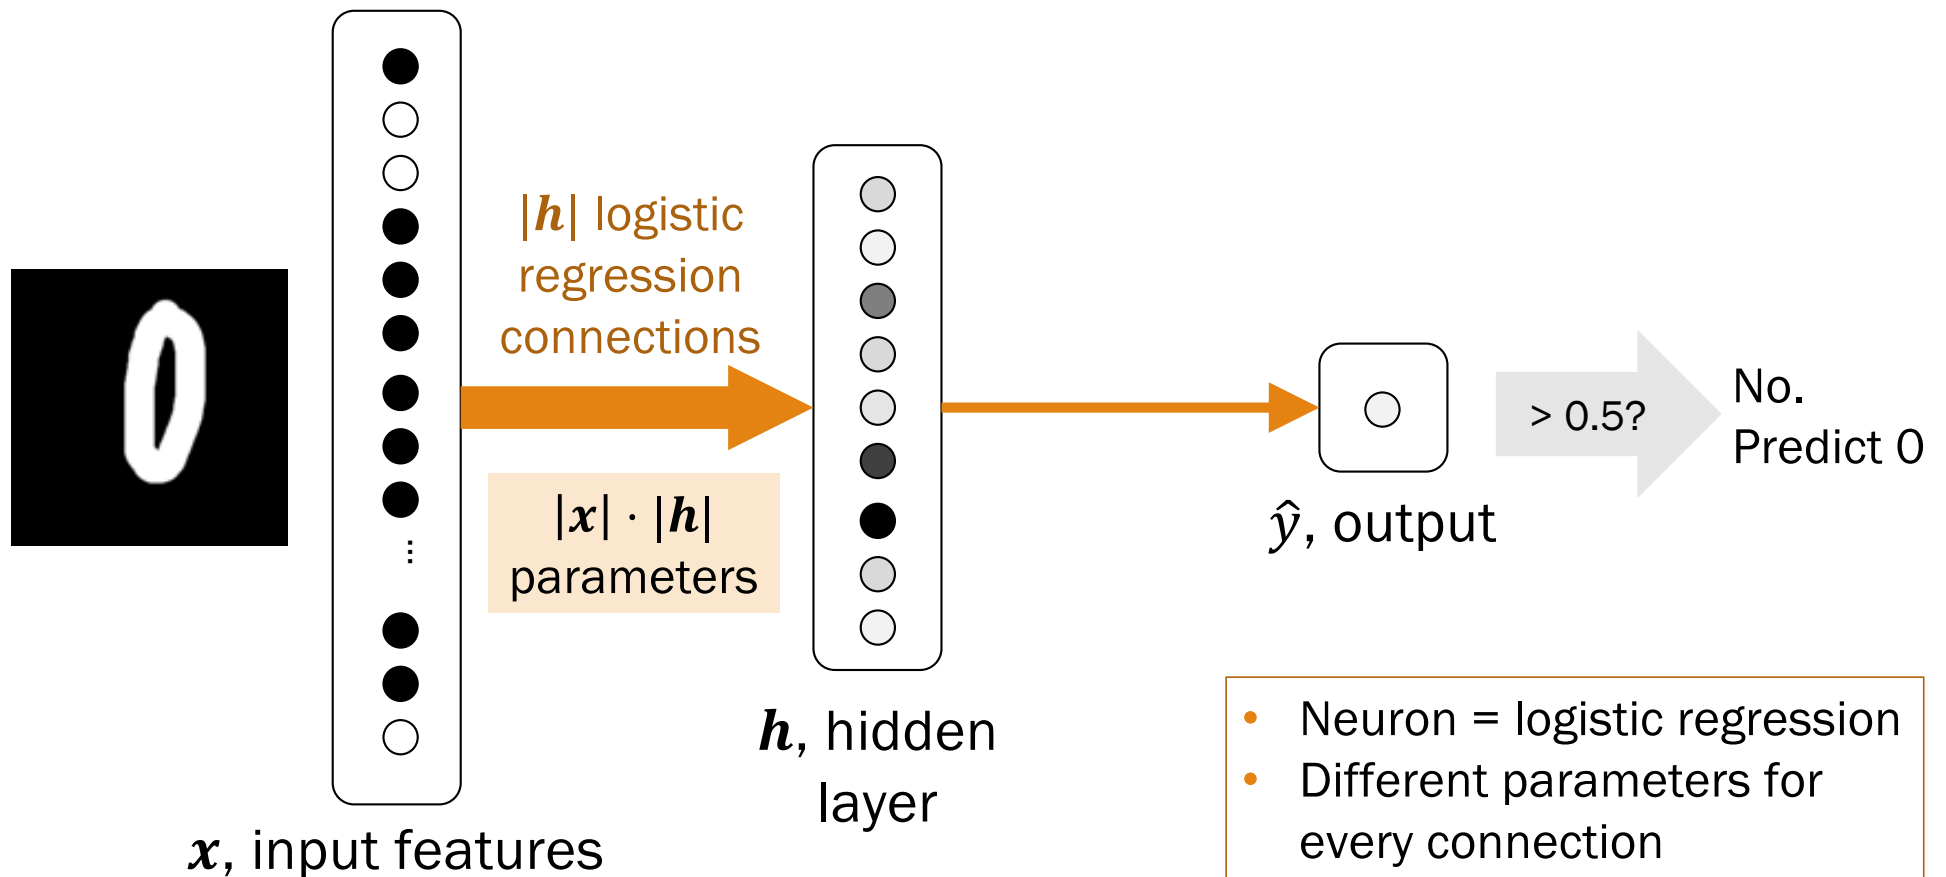 |h| logistic
regression
connections
|x| · |h|
parameters
⋮
x, input features
h, hidden
layer
ŷ, output
> 0.5?
No.
Predict 0
• Neuron = logistic regression
• Different parameters for
every connection